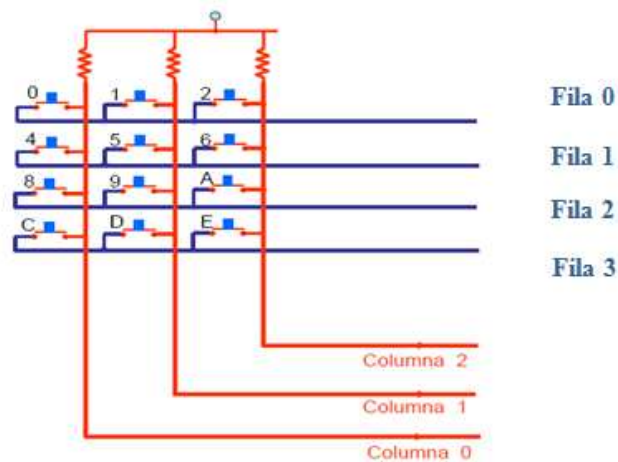 0 1 2 Fila 0
4 5 6 Fila 1
8 9 A Fila 2
C D E Fila 3
Columna 2
Columna 1
Columna 0